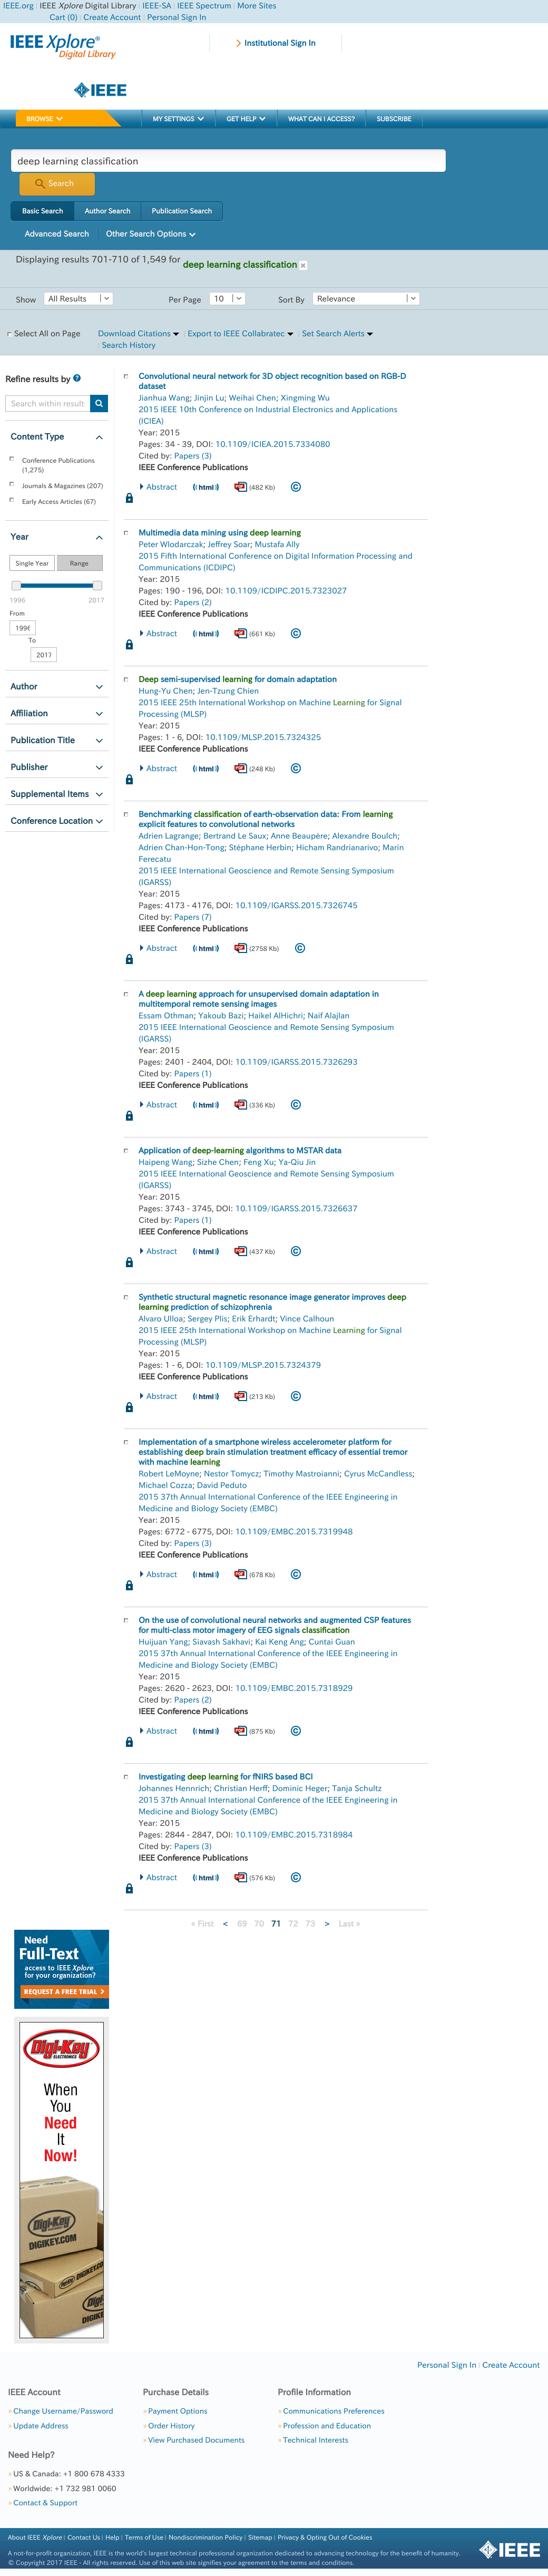 IEEE.org | IEEE Xplore Digital Library | IEEE-SA | IEEE Spectrum | More Sites
Cart (0) | Create Account | Personal Sign In
IEEE Xplore®
Digital Library
Institutional Sign In
IEEE
BROWSE
MY SETTINGS
GET HELP
WHAT CAN I ACCESS?
SUBSCRIBE
deep learning classification
Search
Basic Search
Author Search
Publication Search
Advanced Search
Other Search Options
Displaying results 701-710 of 1,549 for deep learning classification
Show All Results
Per Page 10
Sort By Relevance
Select All on Page
Download Citations | Export to IEEE Collabratec | Set Search Alerts
| Search History
Refine results by
Search within results
Content Type
Conference Publications
(1,275)
Journals & Magazines (207)
Early Access Articles (67)
Year
Single Year
Range
1996
2017
From
1996
To
2017
Author
Affiliation
Publication Title
Publisher
Supplemental Items
Conference Location
Convolutional neural network for 3D object recognition based on RGB-D
dataset
Jianhua Wang; Jinjin Lu; Weihai Chen; Xingming Wu
2015 IEEE 10th Conference on Industrial Electronics and Applications
(ICIEA)
Year: 2015
Pages: 34 - 39, DOI: 10.1109/ICIEA.2015.7334080
Cited by: Papers (3)
IEEE Conference Publications
Abstract
((html))
(482 Kb)
Multimedia data mining using deep learning
Peter Wlodarczak; Jeffrey Soar; Mustafa Ally
2015 Fifth International Conference on Digital Information Processing and
Communications (ICDIPC)
Year: 2015
Pages: 190 - 196, DOI: 10.1109/ICDIPC.2015.7323027
Cited by: Papers (2)
IEEE Conference Publications
Abstract
((html))
(661 Kb)
Deep semi-supervised learning for domain adaptation
Hung-Yu Chen; Jen-Tzung Chien
2015 IEEE 25th International Workshop on Machine Learning for Signal
Processing (MLSP)
Year: 2015
Pages: 1 - 6, DOI: 10.1109/MLSP.2015.7324325
IEEE Conference Publications
Abstract
((html))
(248 Kb)
Benchmarking classification of earth-observation data: From learning
explicit features to convolutional networks
Adrien Lagrange; Bertrand Le Saux; Anne Beaupère; Alexandre Boulch;
Adrien Chan-Hon-Tong; Stéphane Herbin; Hicham Randrianarivo; Marin
Ferecatu
2015 IEEE International Geoscience and Remote Sensing Symposium
(IGARSS)
Year: 2015
Pages: 4173 - 4176, DOI: 10.1109/IGARSS.2015.7326745
Cited by: Papers (7)
IEEE Conference Publications
Abstract
((html))
(2758 Kb)
A deep learning approach for unsupervised domain adaptation in
multitemporal remote sensing images
Essam Othman; Yakoub Bazi; Haikel AlHichri; Naif Alajlan
2015 IEEE International Geoscience and Remote Sensing Symposium
(IGARSS)
Year: 2015
Pages: 2401 - 2404, DOI: 10.1109/IGARSS.2015.7326293
Cited by: Papers (1)
IEEE Conference Publications
Abstract
((html))
(336 Kb)
Application of deep-learning algorithms to MSTAR data
Haipeng Wang; Sizhe Chen; Feng Xu; Ya-Qiu Jin
2015 IEEE International Geoscience and Remote Sensing Symposium
(IGARSS)
Year: 2015
Pages: 3743 - 3745, DOI: 10.1109/IGARSS.2015.7326637
Cited by: Papers (1)
IEEE Conference Publications
Abstract
((html))
(437 Kb)
Synthetic structural magnetic resonance image generator improves deep
learning prediction of schizophrenia
Alvaro Ulloa; Sergey Plis; Erik Erhardt; Vince Calhoun
2015 IEEE 25th International Workshop on Machine Learning for Signal
Processing (MLSP)
Year: 2015
Pages: 1 - 6, DOI: 10.1109/MLSP.2015.7324379
IEEE Conference Publications
Abstract
((html))
(213 Kb)
Implementation of a smartphone wireless accelerometer platform for
establishing deep brain stimulation treatment efficacy of essential tremor
with machine learning
Robert LeMoyne; Nestor Tomycz; Timothy Mastroianni; Cyrus McCandless;
Michael Cozza; David Peduto
2015 37th Annual International Conference of the IEEE Engineering in
Medicine and Biology Society (EMBC)
Year: 2015
Pages: 6772 - 6775, DOI: 10.1109/EMBC.2015.7319948
Cited by: Papers (3)
IEEE Conference Publications
Abstract
((html))
(678 Kb)
On the use of convolutional neural networks and augmented CSP features
for multi-class motor imagery of EEG signals classification
Huijuan Yang; Siavash Sakhavi; Kai Keng Ang; Cuntai Guan
2015 37th Annual International Conference of the IEEE Engineering in
Medicine and Biology Society (EMBC)
Year: 2015
Pages: 2620 - 2623, DOI: 10.1109/EMBC.2015.7318929
Cited by: Papers (2)
IEEE Conference Publications
Abstract
((html))
(875 Kb)
Investigating deep learning for fNIRS based BCI
Johannes Hennrich; Christian Herff; Dominic Heger; Tanja Schultz
2015 37th Annual International Conference of the IEEE Engineering in
Medicine and Biology Society (EMBC)
Year: 2015
Pages: 2844 - 2847, DOI: 10.1109/EMBC.2015.7318984
Cited by: Papers (3)
IEEE Conference Publications
Abstract
((html))
(576 Kb)
« First < 69 70 71 72 73 > Last »
Need
Full-Text
access to IEEE Xplore
for your organization?
REQUEST A FREE TRIAL >
Digi-Key
ELECTRONICS
When
You
Need
It
Now!
Digi-Key
DIGIKEY.COM
Personal Sign In | Create Account
IEEE Account
» Change Username/Password
» Update Address
Purchase Details
» Payment Options
» Order History
» View Purchased Documents
Profile Information
» Communications Preferences
» Profession and Education
» Technical Interests
Need Help?
» US & Canada: +1 800 678 4333
» Worldwide: +1 732 981 0060
» Contact & Support
About IEEE Xplore | Contact Us | Help | Terms of Use | Nondiscrimination Policy | Sitemap | Privacy & Opting Out of Cookies
A not-for-profit organization, IEEE is the world's largest technical professional organization dedicated to advancing technology for the benefit of humanity.
© Copyright 2017 IEEE - All rights reserved. Use of this web site signifies your agreement to the terms and conditions.
IEEE